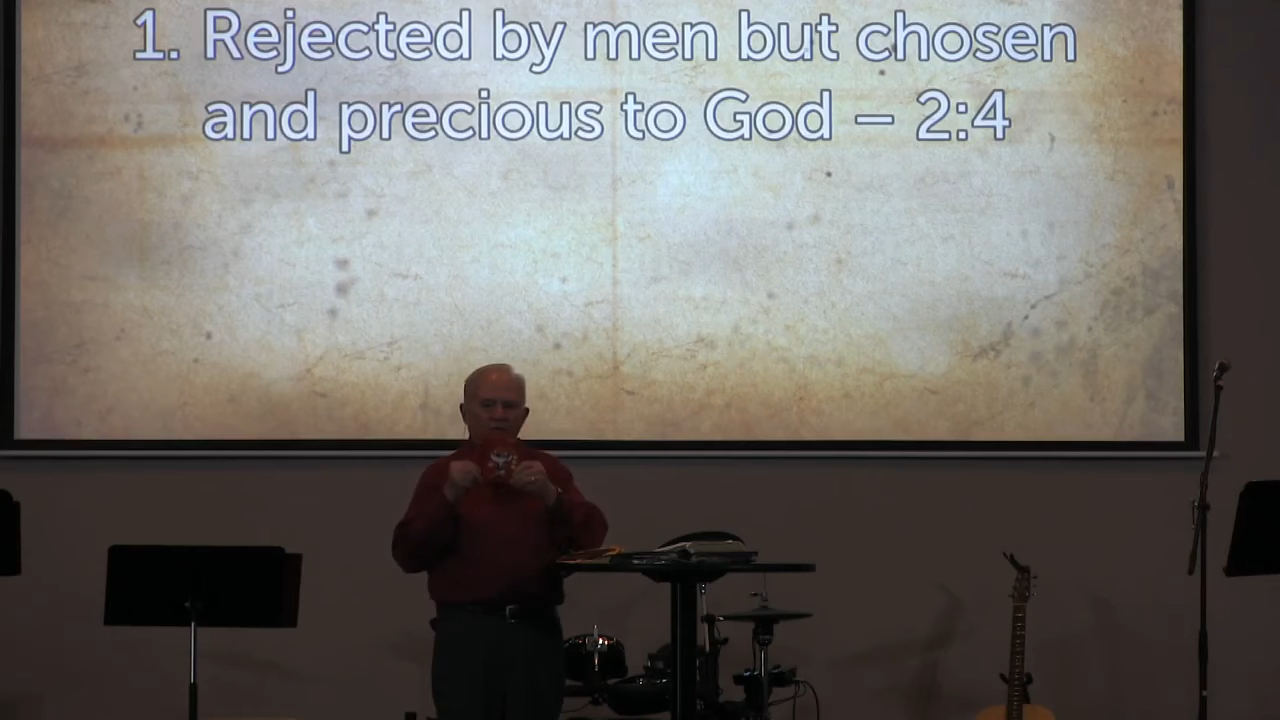 1. Rejected by men but chosen
and precious to God – 2:4